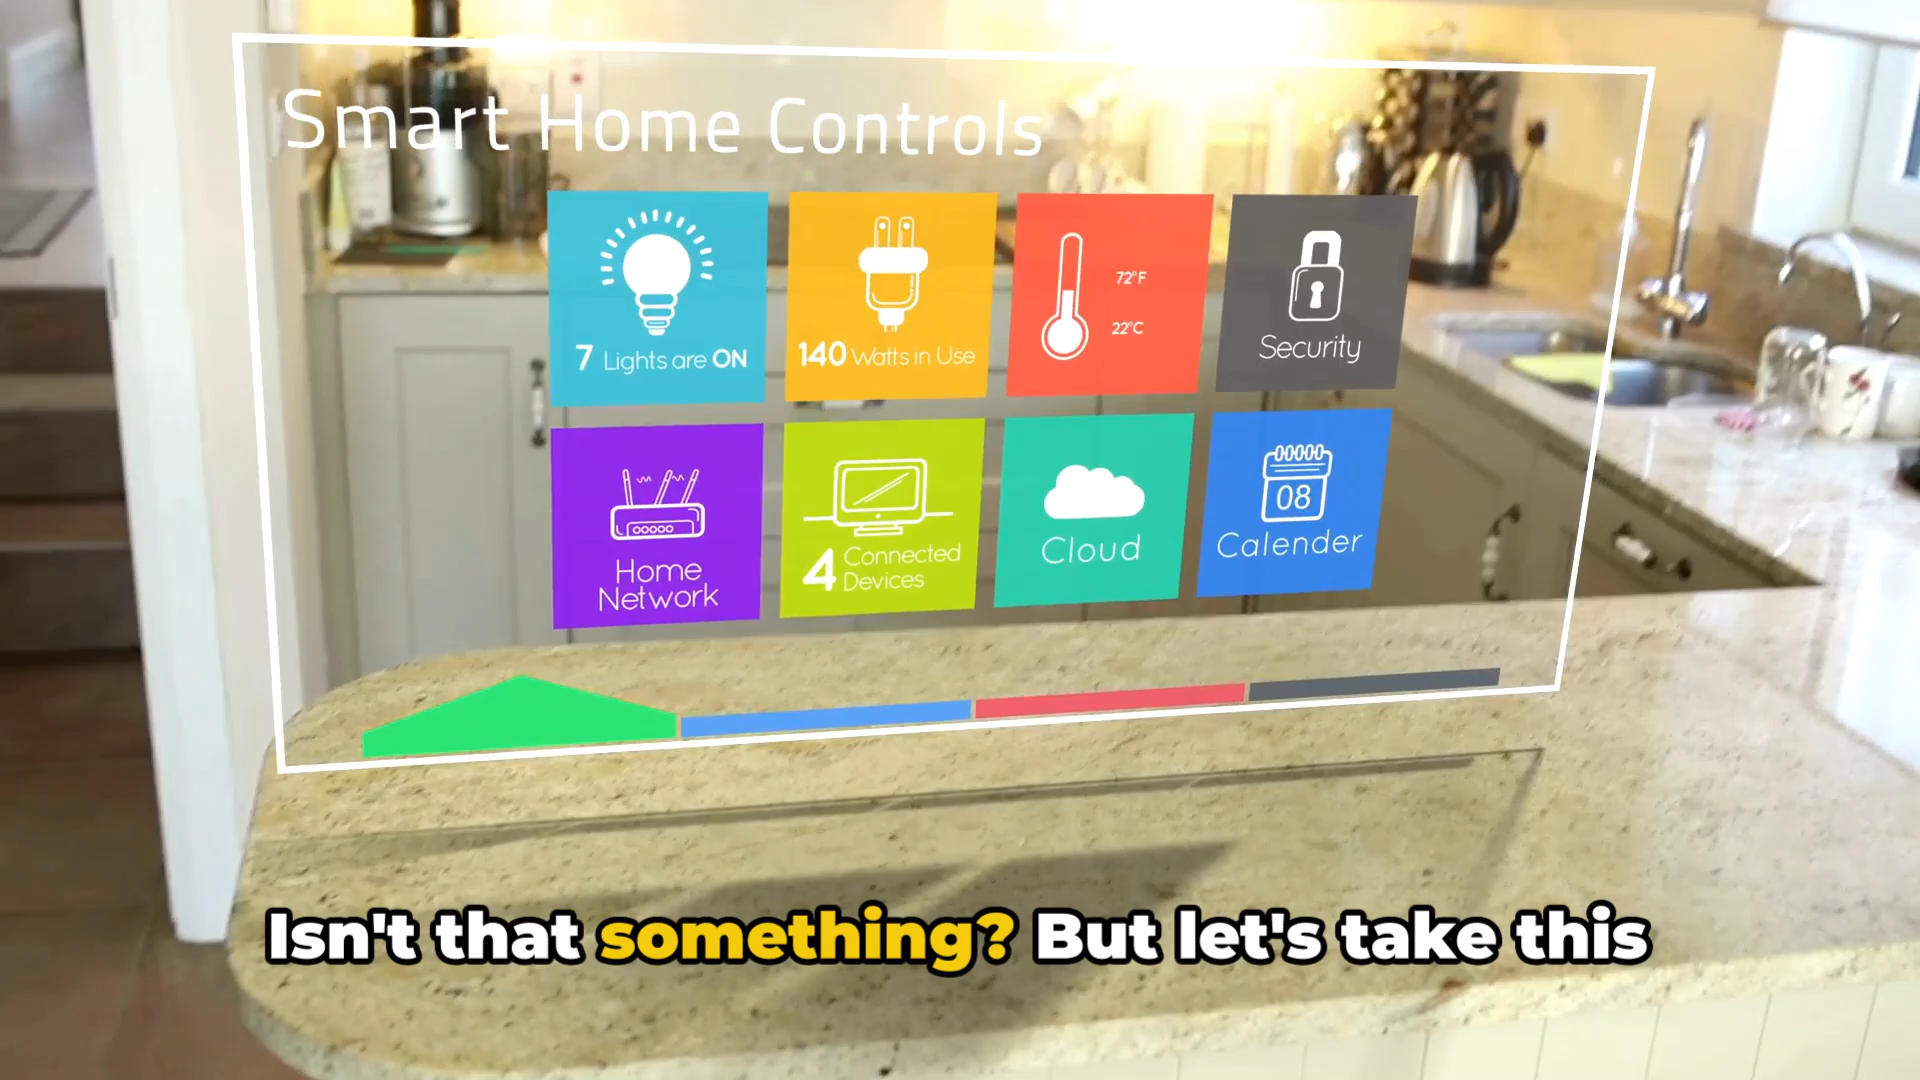 Smart Home Controls
7 Lights are ON
140 Watts in Use
72°F
22°C
Security
Home
Network
4 Connected
Devices
Cloud
08
Calender
Isn't that something? But let's take this